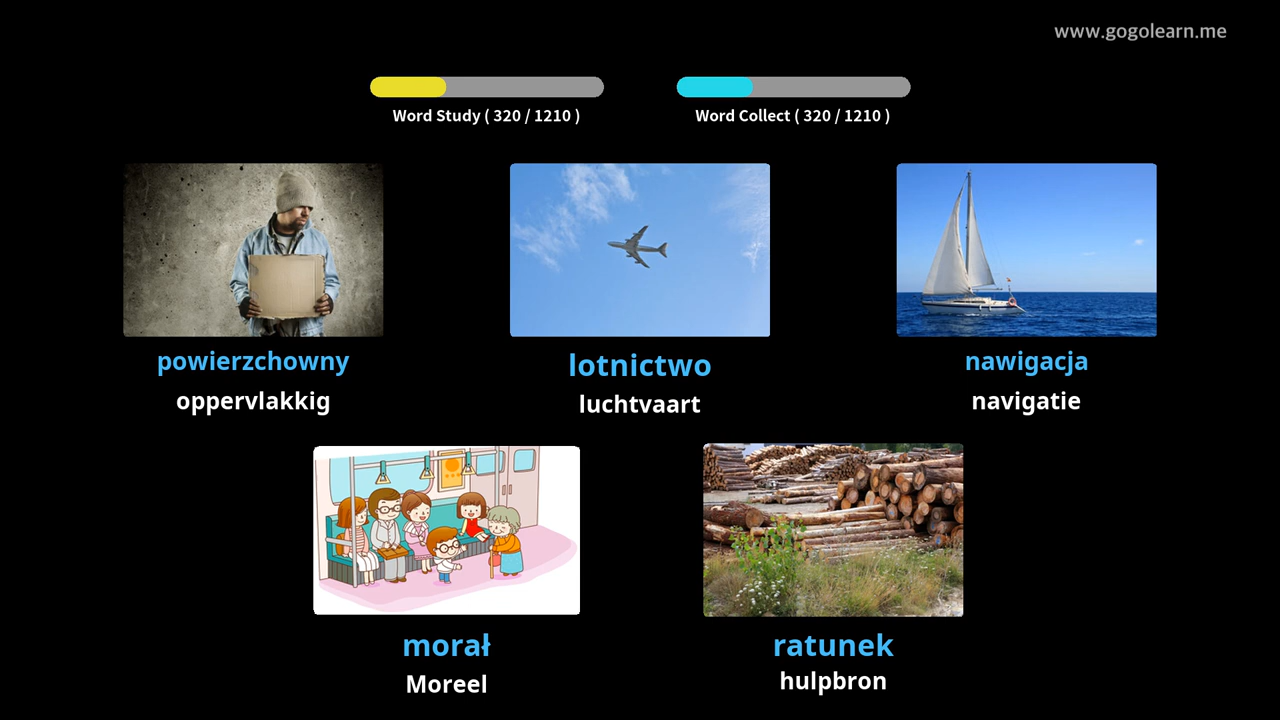 www.gogolearn.me
Word Study ( 320 / 1210 )
Word Collect ( 320 / 1210 )
powierzchowny
oppervlakkig
lotnictwo
luchtvaart
nawigacja
navigatie
morał
Moreel
ratunek
hulpbron